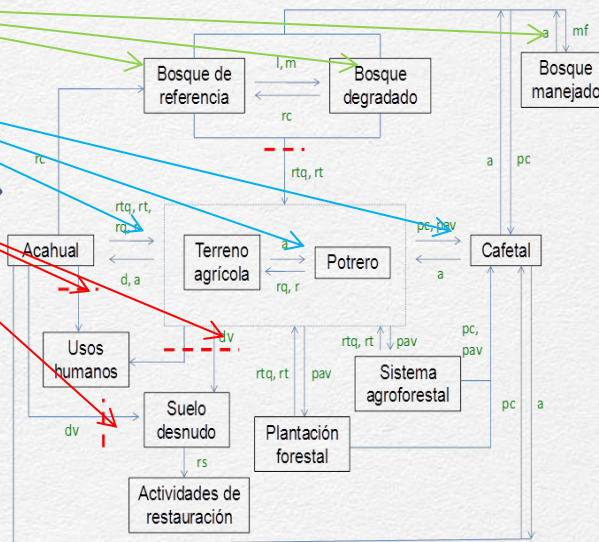 a
mf
Bosque
manejado
Bosque de
referencia
l, m
rc
Bosque
degradado
rtq, rt
a
pc
rc
rtq, rt,
rq, r
d, a
Acahual
Terreno
agrícola
a
rq, r
Potrero
pc, pav
a
Cafetal
Usos
humanos
dv
rtq, rt
pav
rtq, rt
pav
Sistema
agroforestal
pc,
pav
pc
a
dv
Suelo
desnudo
Plantación
forestal
rs
Actividades de
restauración